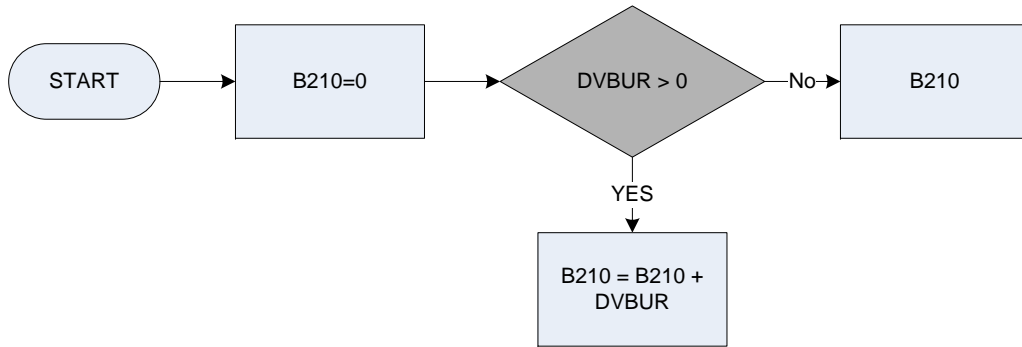 START
B210=0
DVBUR > 0
No
B210
YES
B210 = B210 +
DVBUR